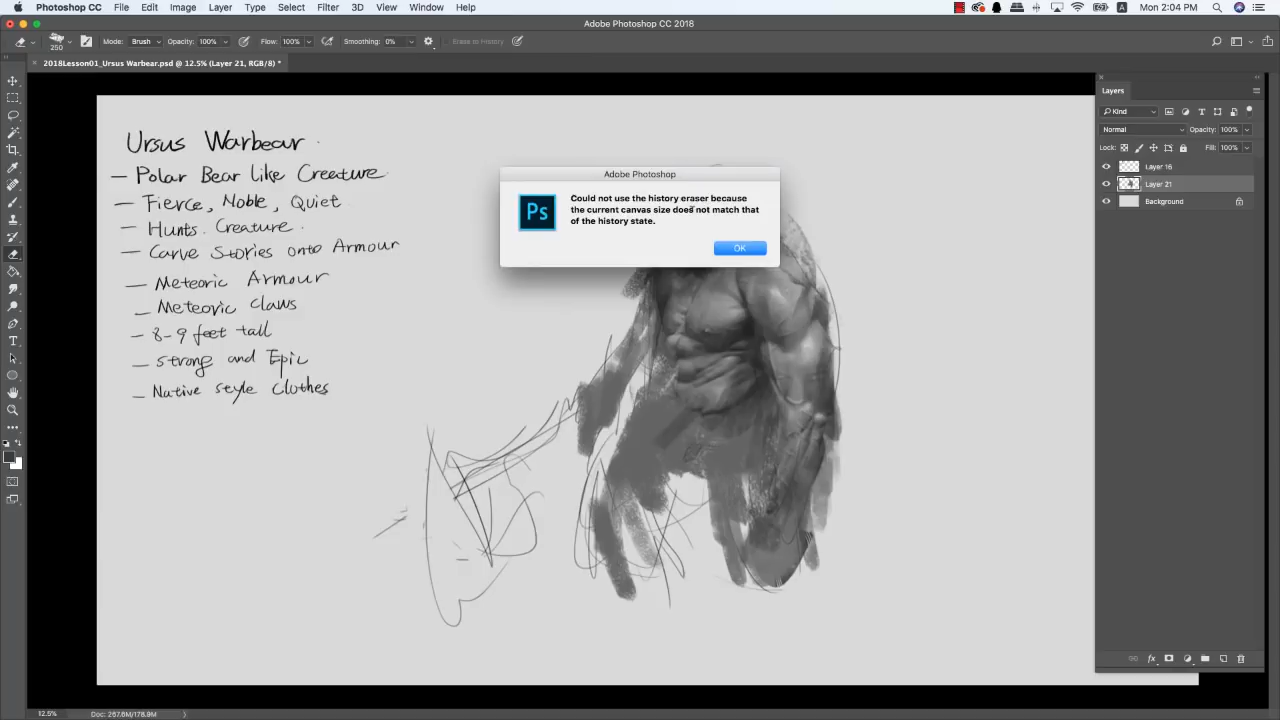 Photoshop CC File Edit Image Layer Type Select Filter 3D View Window Help Mon 2:04 PM
Adobe Photoshop CC 2018
250 Mode: Brush Opacity: 100% Flow: 100% Smoothing: 0% Erase to History
2018Lesson01_Ursus Warbear.psd @ 12.5% (Layer 21, RGB/8) *
Ursus Warbear
- Polar Bear like Creature
- Fierce, Noble, Quiet
- Hunts. Creature.
- Carve Stories onto Armour
- Meteoric Armour
- Meteoric Claws
- 8-9 feet tall
- Strong and Epic
- Native style Clothes
Adobe Photoshop
Ps
Could not use the history eraser because
the current canvas size does not match that
of the history state.
OK
Layers
Kind
Normal Opacity: 100%
Lock: Fill: 100%
Layer 16
Layer 21
Background
12.5% Doc: 267.6M/178.9M